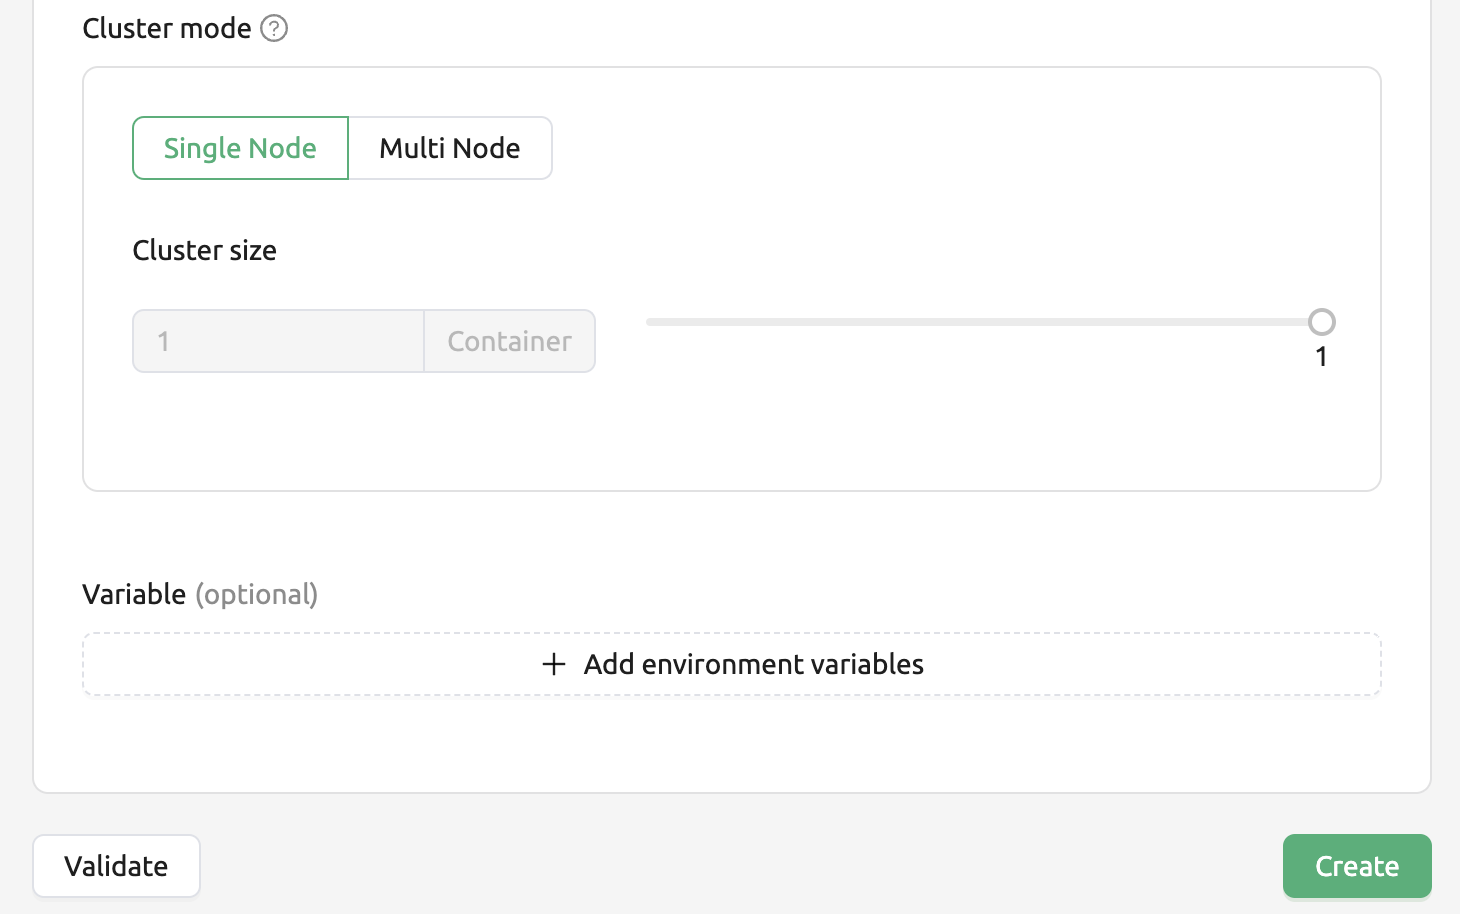 Cluster mode ?
Single Node Multi Node
Cluster size
1 Container
1
Variable (optional)
+ Add environment variables
Validate Create